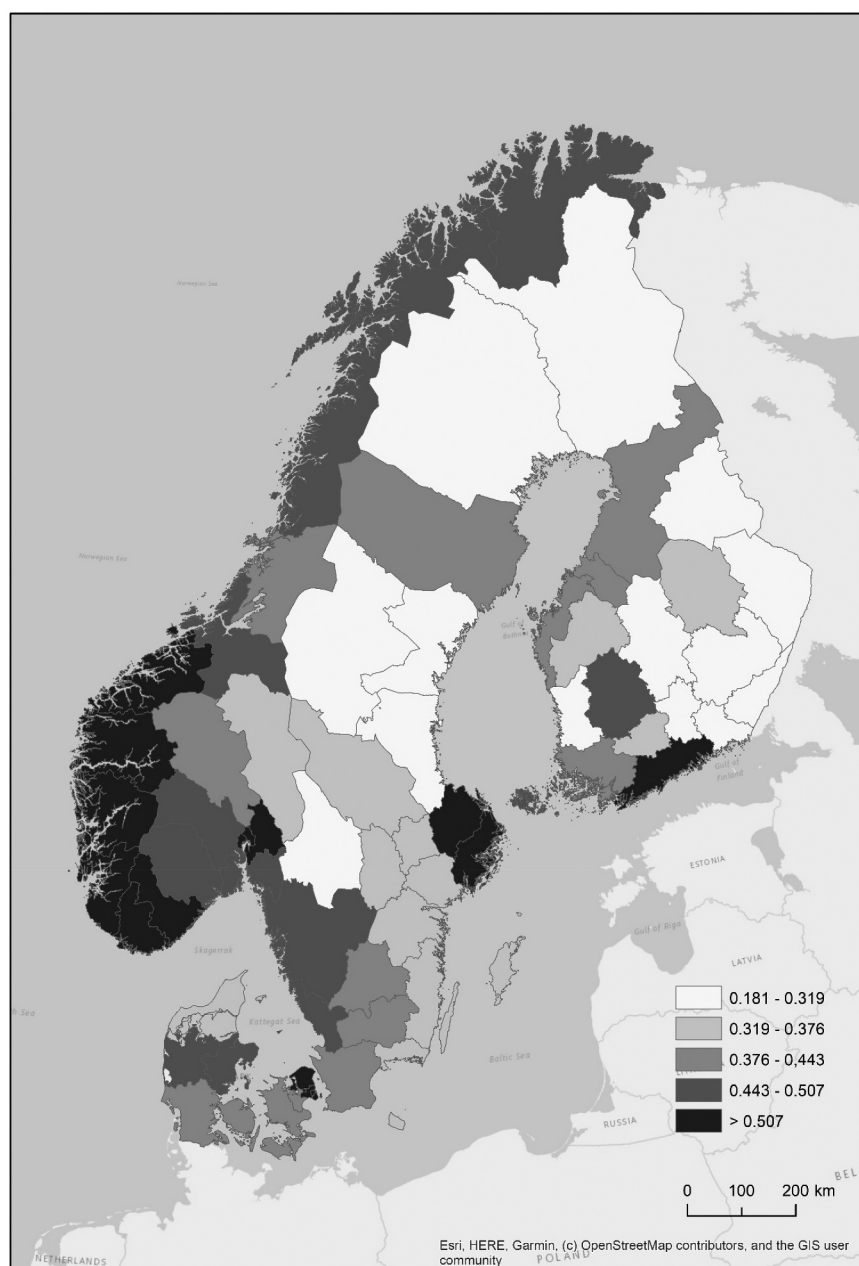 Norwegian Sea
Norwegian Sea
Gulf of
Gulf of
Finland
ESTONIA
Gulf of Riga
Skagerrak
LATVIA
Kattegat Sea
Baltic Sea
RUSSIA
BEL
POLAND
NETHERLANDS
0.181 - 0.319
0.319 - 0.376
0.376 - 0,443
0.443 - 0.507
> 0.507
0 100 200 km
Esri, HERE, Garmin, (c) OpenStreetMap contributors, and the GIS user
community